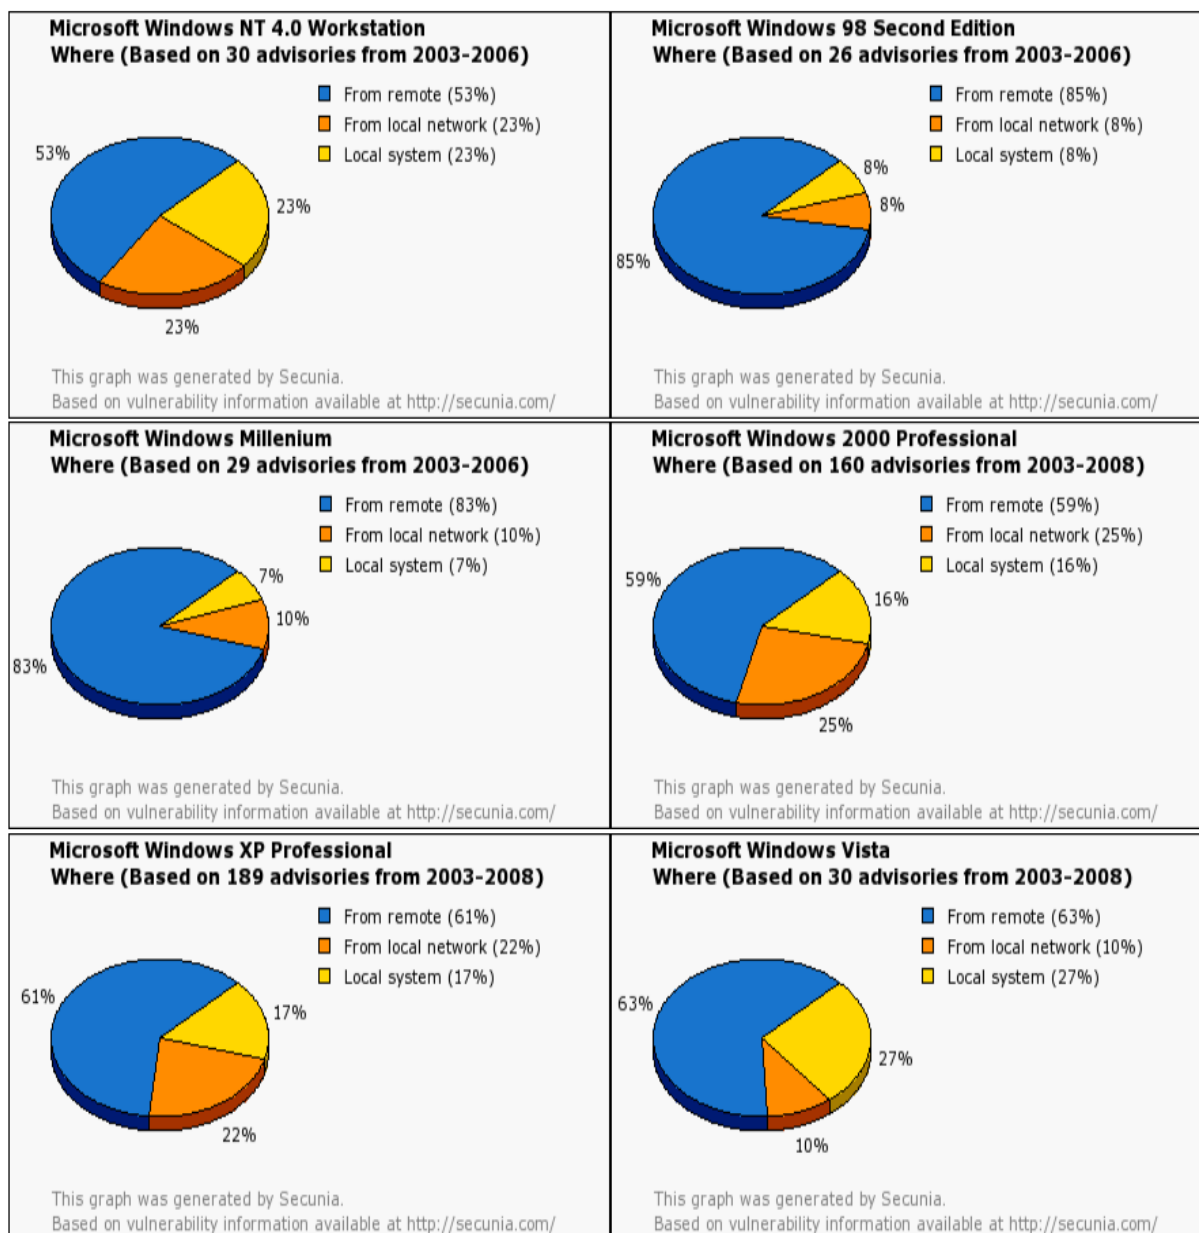 Microsoft Windows NT 4.0 Workstation
Where (Based on 30 advisories from 2003-2006)
From remote (53%)
From local network (23%)
Local system (23%)
53%
23%
23%
This graph was generated by Secunia.
Based on vulnerability information available at http://secunia.com/
Microsoft Windows 98 Second Edition
Where (Based on 26 advisories from 2003-2006)
From remote (85%)
From local network (8%)
Local system (8%)
8%
8%
85%
This graph was generated by Secunia.
Based on vulnerability information available at http://secunia.com/
Microsoft Windows Millenium
Where (Based on 29 advisories from 2003-2006)
From remote (83%)
From local network (10%)
Local system (7%)
7%
10%
83%
This graph was generated by Secunia.
Based on vulnerability information available at http://secunia.com/
Microsoft Windows 2000 Professional
Where (Based on 160 advisories from 2003-2008)
From remote (59%)
From local network (25%)
Local system (16%)
59%
16%
25%
This graph was generated by Secunia.
Based on vulnerability information available at http://secunia.com/
Microsoft Windows XP Professional
Where (Based on 189 advisories from 2003-2008)
From remote (61%)
From local network (22%)
Local system (17%)
61%
17%
22%
This graph was generated by Secunia.
Based on vulnerability information available at http://secunia.com/
Microsoft Windows Vista
Where (Based on 30 advisories from 2003-2008)
From remote (63%)
From local network (10%)
Local system (27%)
63%
27%
10%
This graph was generated by Secunia.
Based on vulnerability information available at http://secunia.com/